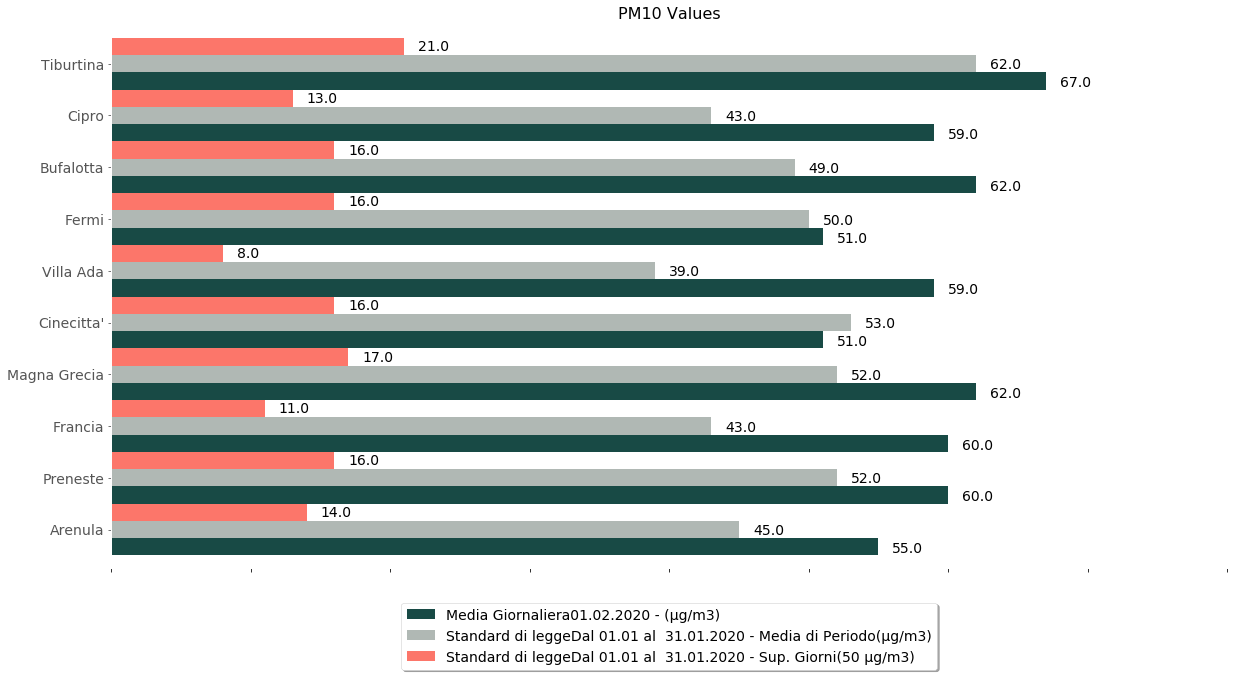 PM10 Values
21.0
Tiburtina 62.0
67.0
13.0
Cipro 43.0
59.0
16.0
Bufalotta 49.0
62.0
16.0
Fermi 50.0
51.0
8.0
Villa Ada 39.0
59.0
16.0
Cinecitta' 53.0
51.0
17.0
Magna Grecia 52.0
62.0
11.0
Francia 43.0
60.0
16.0
Preneste 52.0
60.0
14.0
Arenula 45.0
55.0
Media Giornaliera01.02.2020 - (µg/m3)
Standard di leggeDal 01.01 al  31.01.2020 - Media di Periodo(µg/m3)
Standard di leggeDal 01.01 al  31.01.2020 - Sup. Giorni(50 µg/m3)